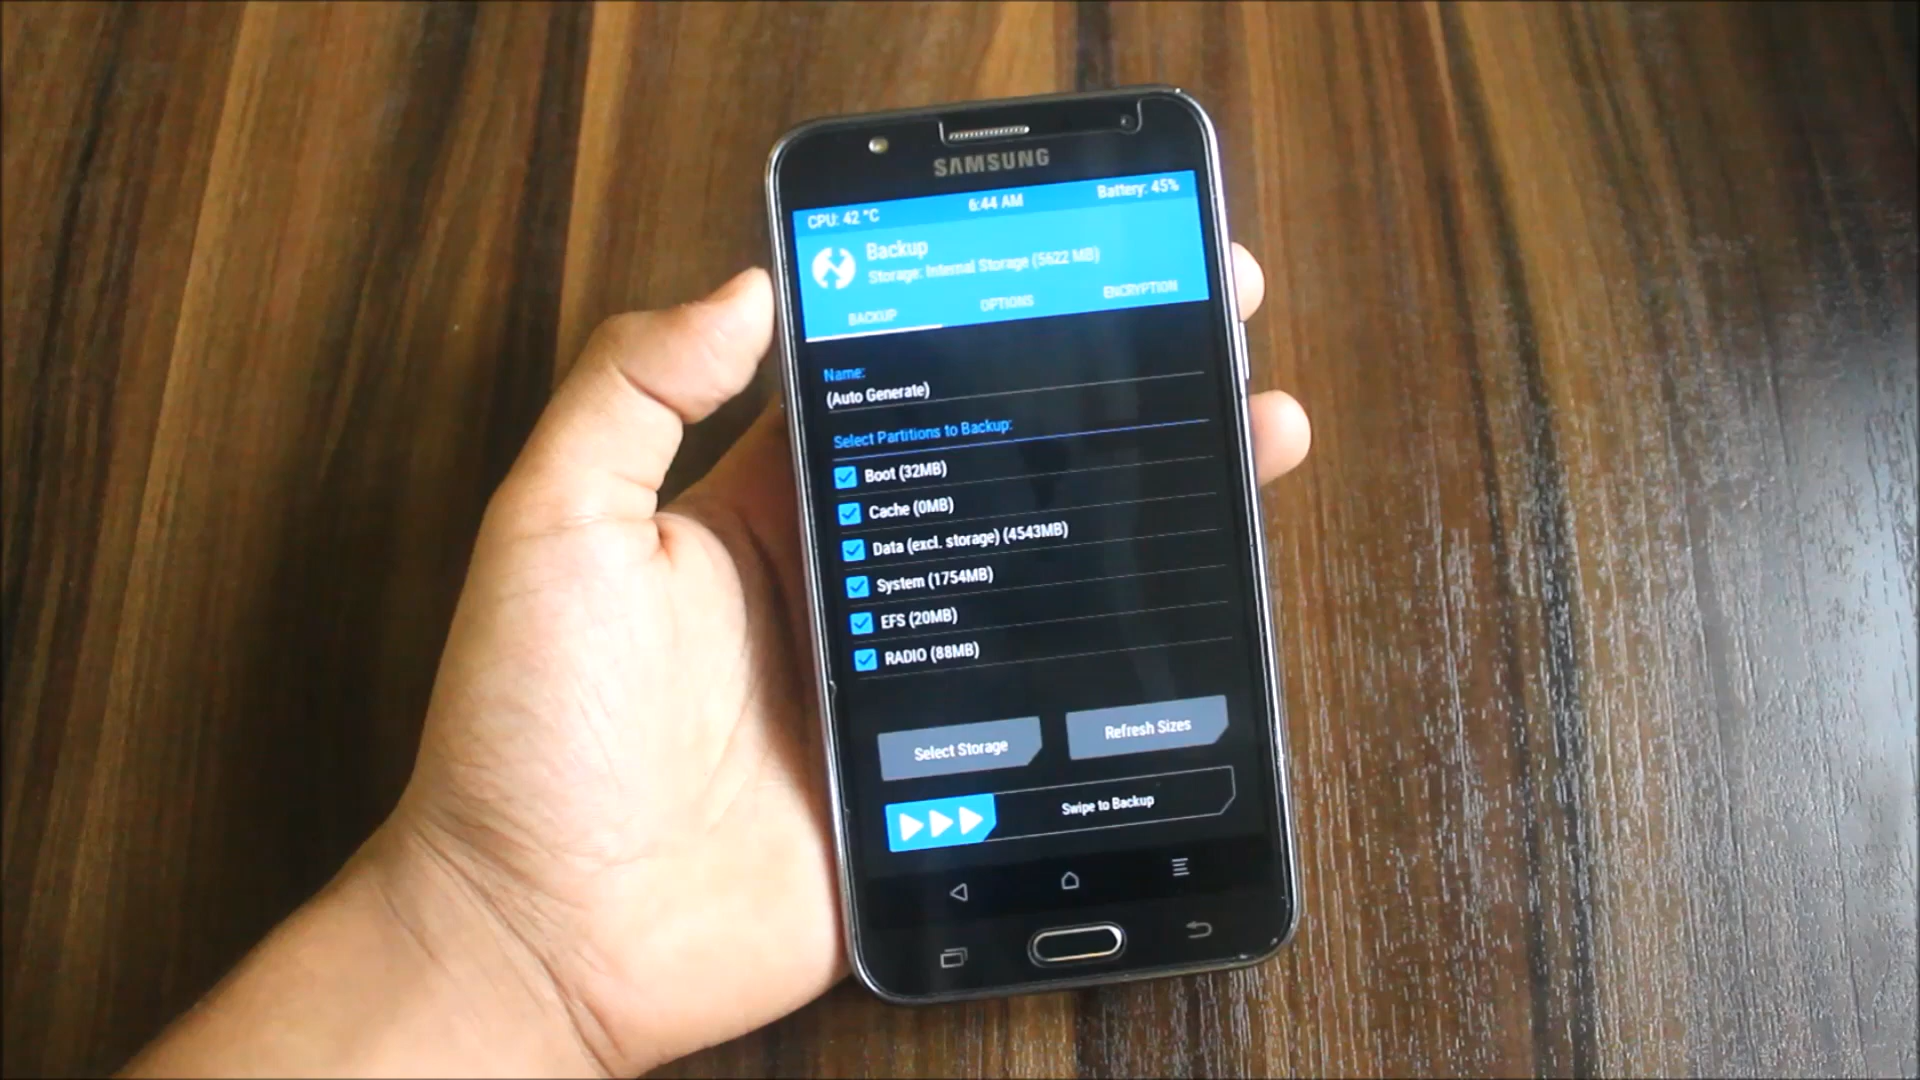 SAMSUNG
CPU: 42 °C 6:44 AM Battery: 45%
Backup
Storage: Internal Storage (5622 MB)
BACKUP OPTIONS ENCRYPTION
Name:
(Auto Generate)
Select Partitions to Backup:
Boot (32MB)
Cache (0MB)
Data (excl. storage) (4543MB)
System (1754MB)
EFS (20MB)
RADIO (88MB)
Select Storage Refresh Sizes
Swipe to Backup